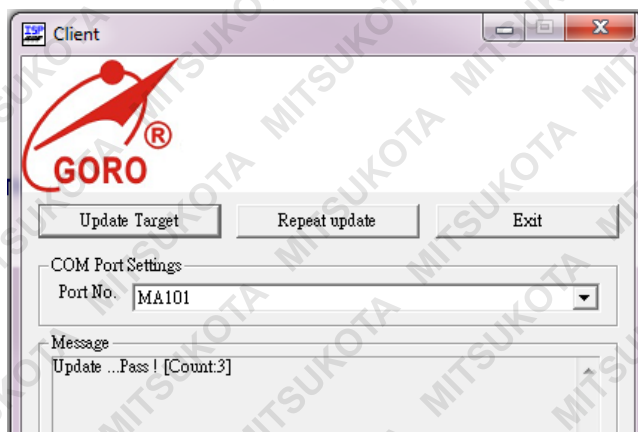 ISP
Client
GORO®
Update Target Repeat update Exit
COM Port Settings
Port No. MA101
Message
Update ...Pass ! [Count:3]
MITSUKOTA